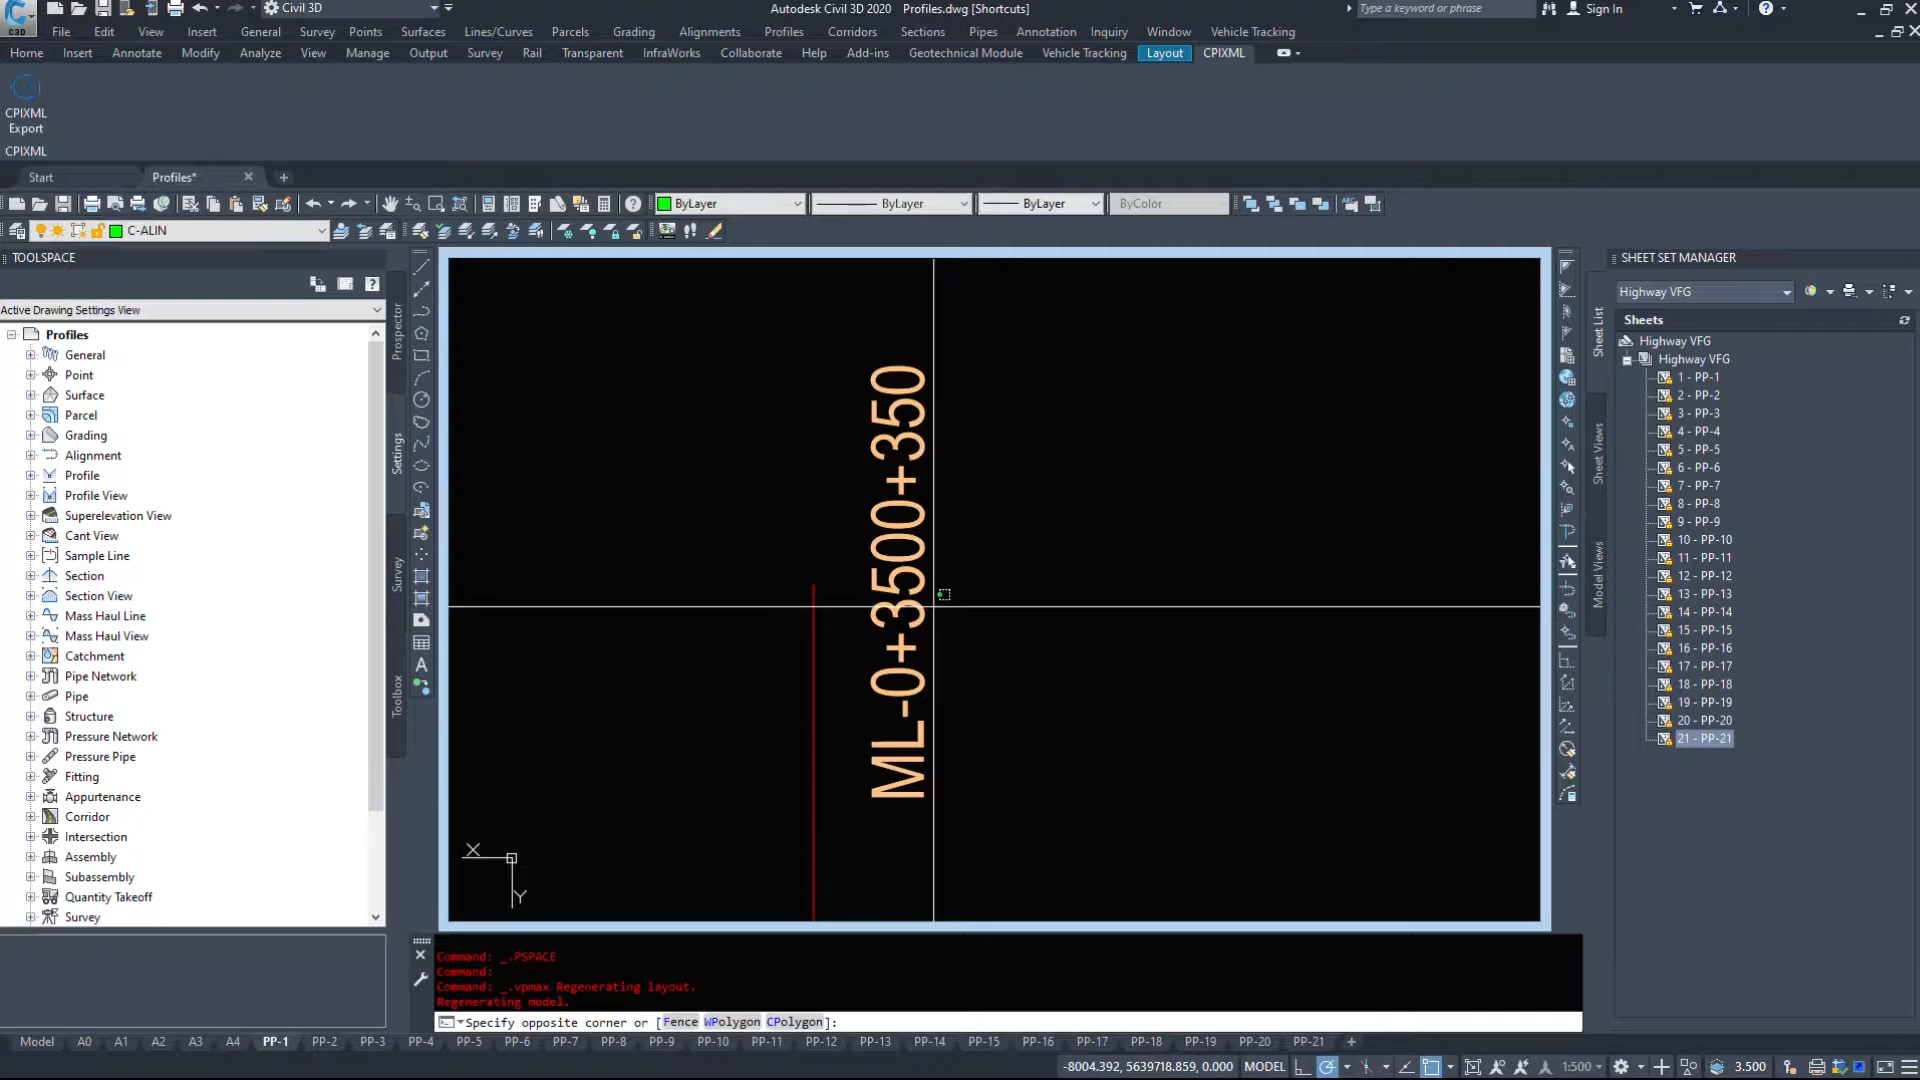 C3D Civil 3D Autodesk Civil 3D 2020 Profiles.dwg [Shortcuts] Type a keyword or phrase Sign In
File Edit View Insert General Survey Points Surfaces Lines/Curves Parcels Grading Alignments Profiles Corridors Sections Pipes Annotation Inquiry Window Vehicle Tracking
Home Insert Annotate Modify Analyze View Manage Output Survey Rail Transparent InfraWorks Collaborate Help Add-ins Geotechnical Module Vehicle Tracking Layout CPIXML
CPIXML
Export
CPIXML
Start Profiles*
ByLayer ByLayer ByLayer ByColor
C-ALIN
TOOLSPACE
Active Drawing Settings View
Profiles
General
Point
Surface
Parcel
Grading
Alignment
Profile
Profile View
Superelevation View
Cant View
Sample Line
Section
Section View
Mass Haul Line
Mass Haul View
Catchment
Pipe Network
Pipe
Structure
Pressure Network
Pressure Pipe
Fitting
Appurtenance
Corridor
Intersection
Assembly
Subassembly
Quantity Takeoff
Survey
Prospector
Settings
Survey
Toolbox
ML-0+3500+350
X
Y
Command: _.PSPACE
Command:
Command: _.vpmax Regenerating layout.
Regenerating model.
Specify opposite corner or [Fence WPolygon CPolygon]:
SHEET SET MANAGER
Highway VFG
Sheets
Highway VFG
Highway VFG
1 - PP-1
2 - PP-2
3 - PP-3
4 - PP-4
5 - PP-5
6 - PP-6
7 - PP-7
8 - PP-8
9 - PP-9
10 - PP-10
11 - PP-11
12 - PP-12
13 - PP-13
14 - PP-14
15 - PP-15
16 - PP-16
17 - PP-17
18 - PP-18
19 - PP-19
20 - PP-20
21 - PP-21
Sheet List
Sheet Views
Model Views
Model A0 A1 A2 A3 A4 PP-1 PP-2 PP-3 PP-4 PP-5 PP-6 PP-7 PP-8 PP-9 PP-10 PP-11 PP-12 PP-13 PP-14 PP-15 PP-16 PP-17 PP-18 PP-19 PP-20 PP-21
-8004.392, 5639718.859, 0.000 MODEL 1:500 3.500